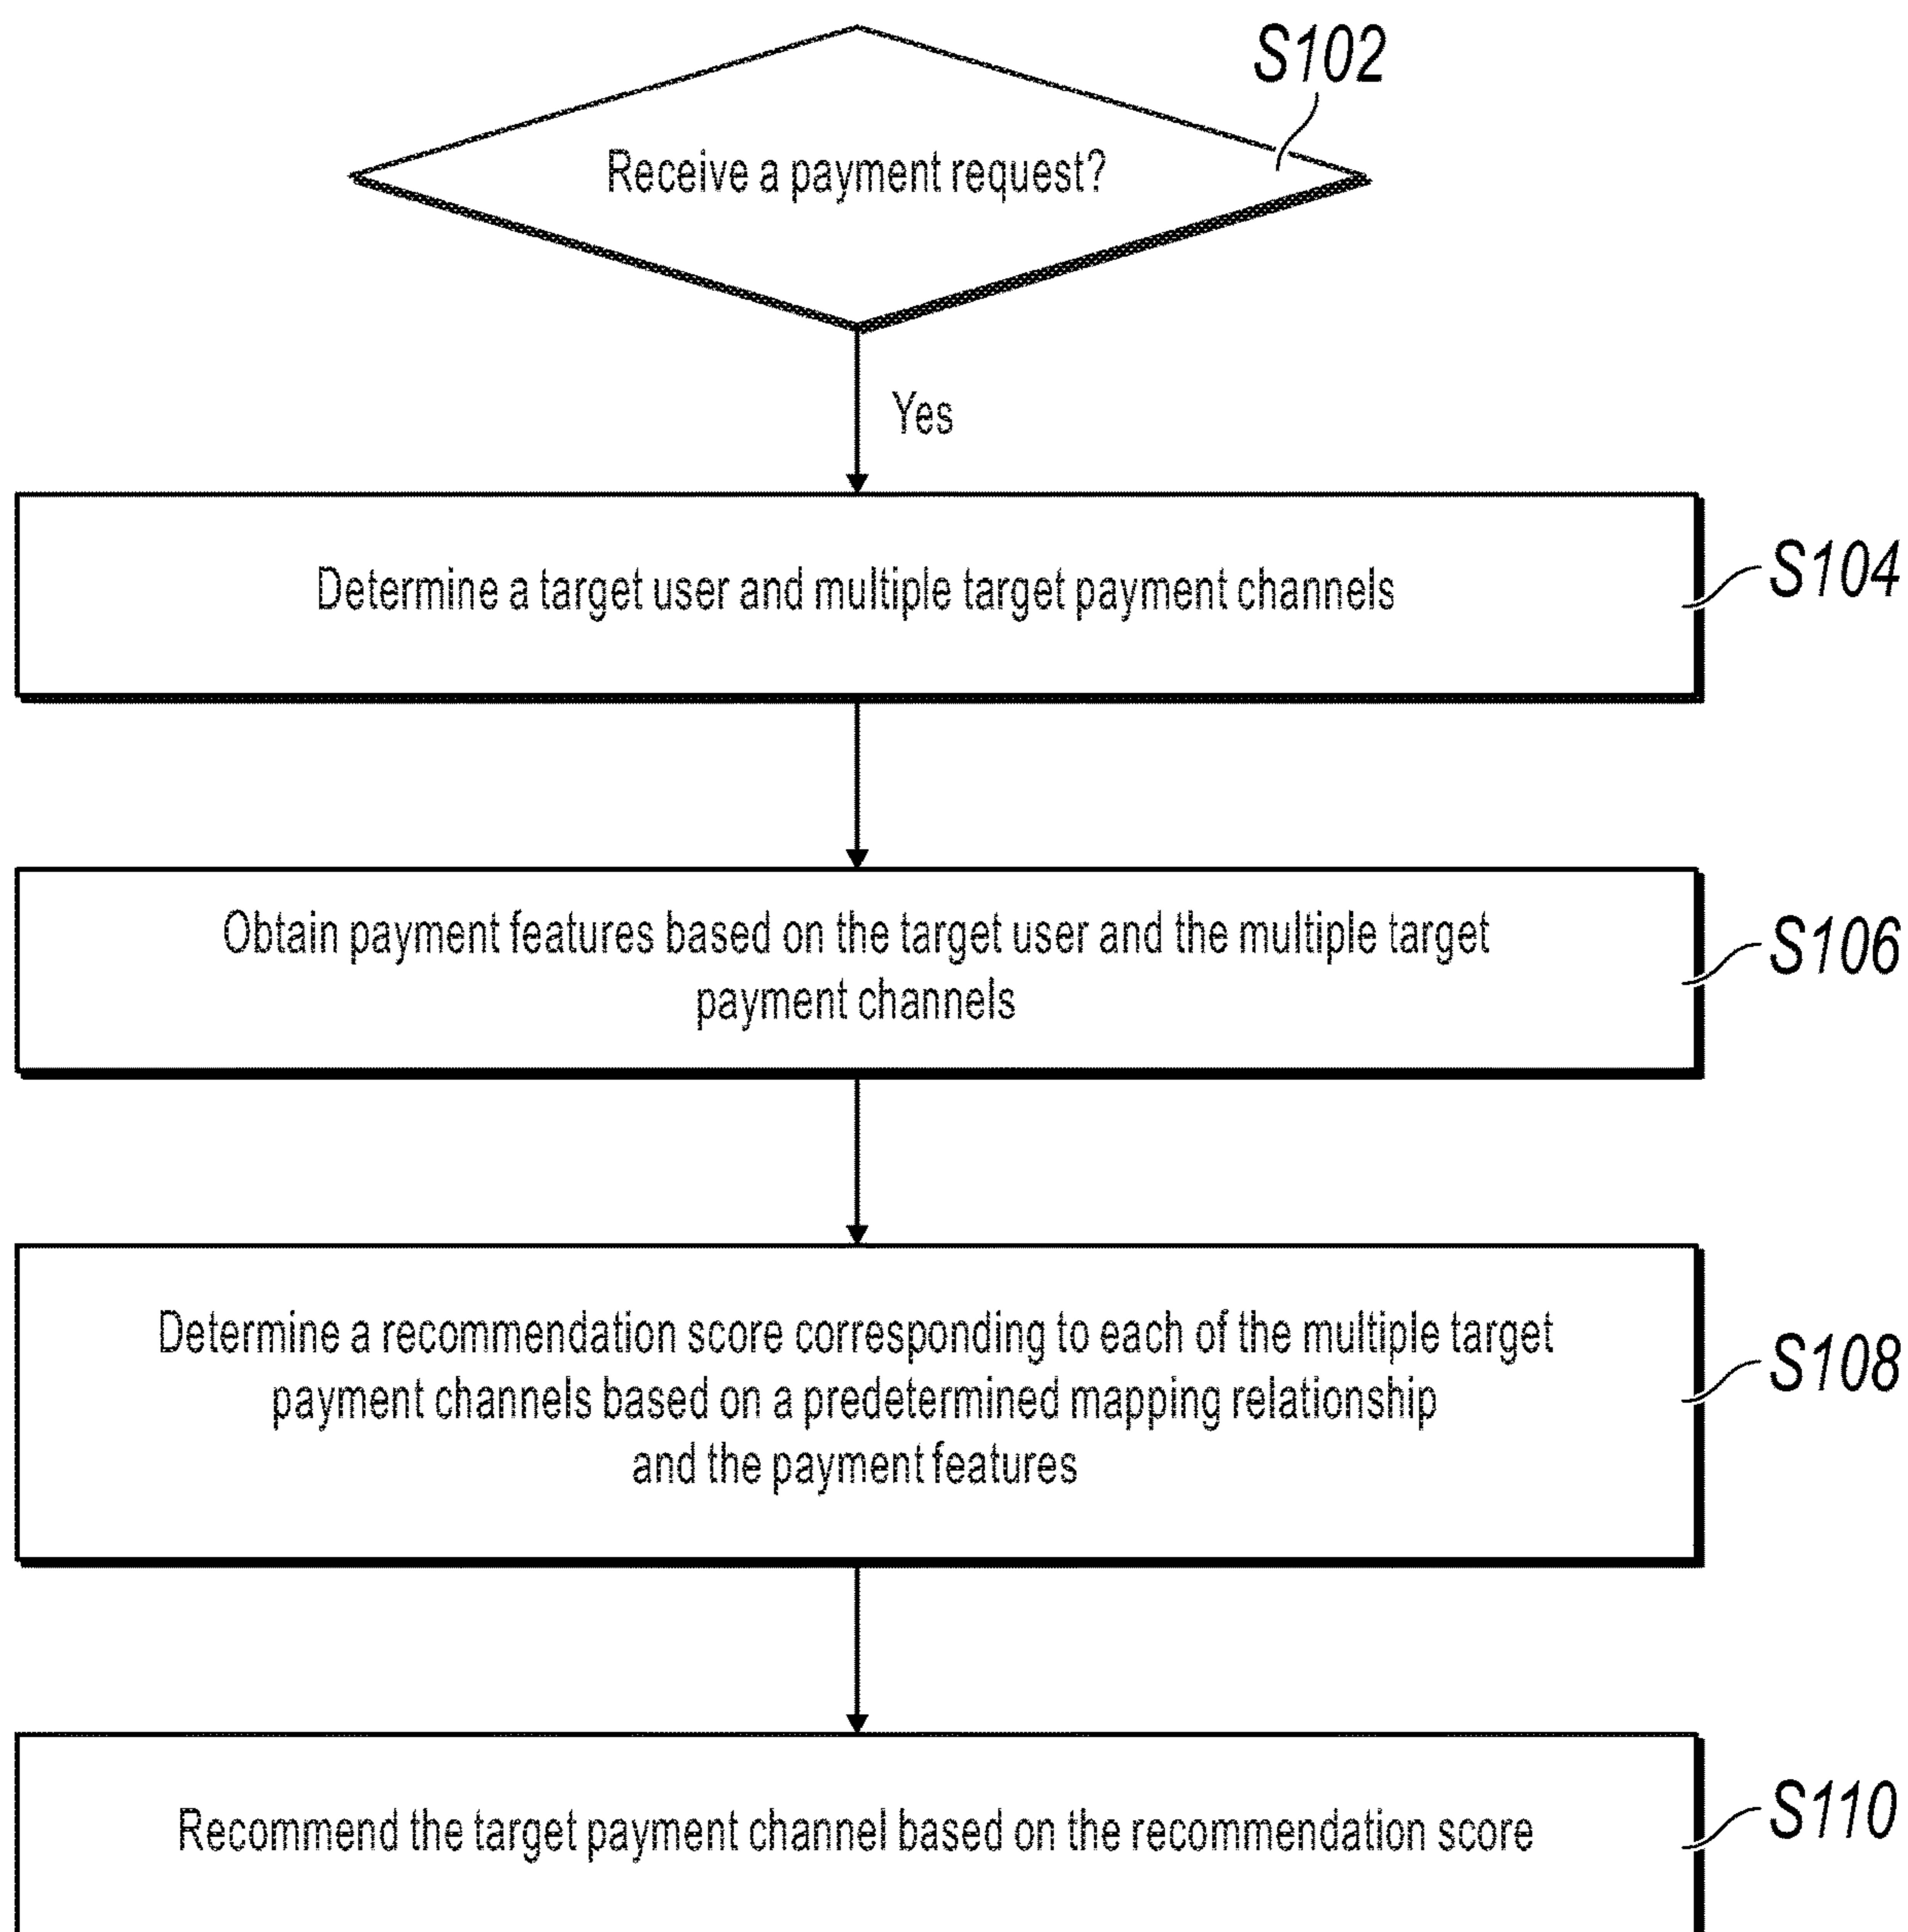 S102
Receive a payment request?
Yes
Determine a target user and multiple target payment channels
S104
Obtain payment features based on the target user and the multiple target
payment channels
S106
Determine a recommendation score corresponding to each of the multiple target
payment channels based on a predetermined mapping relationship
and the payment features
S108
Recommend the target payment channel based on the recommendation score
S110